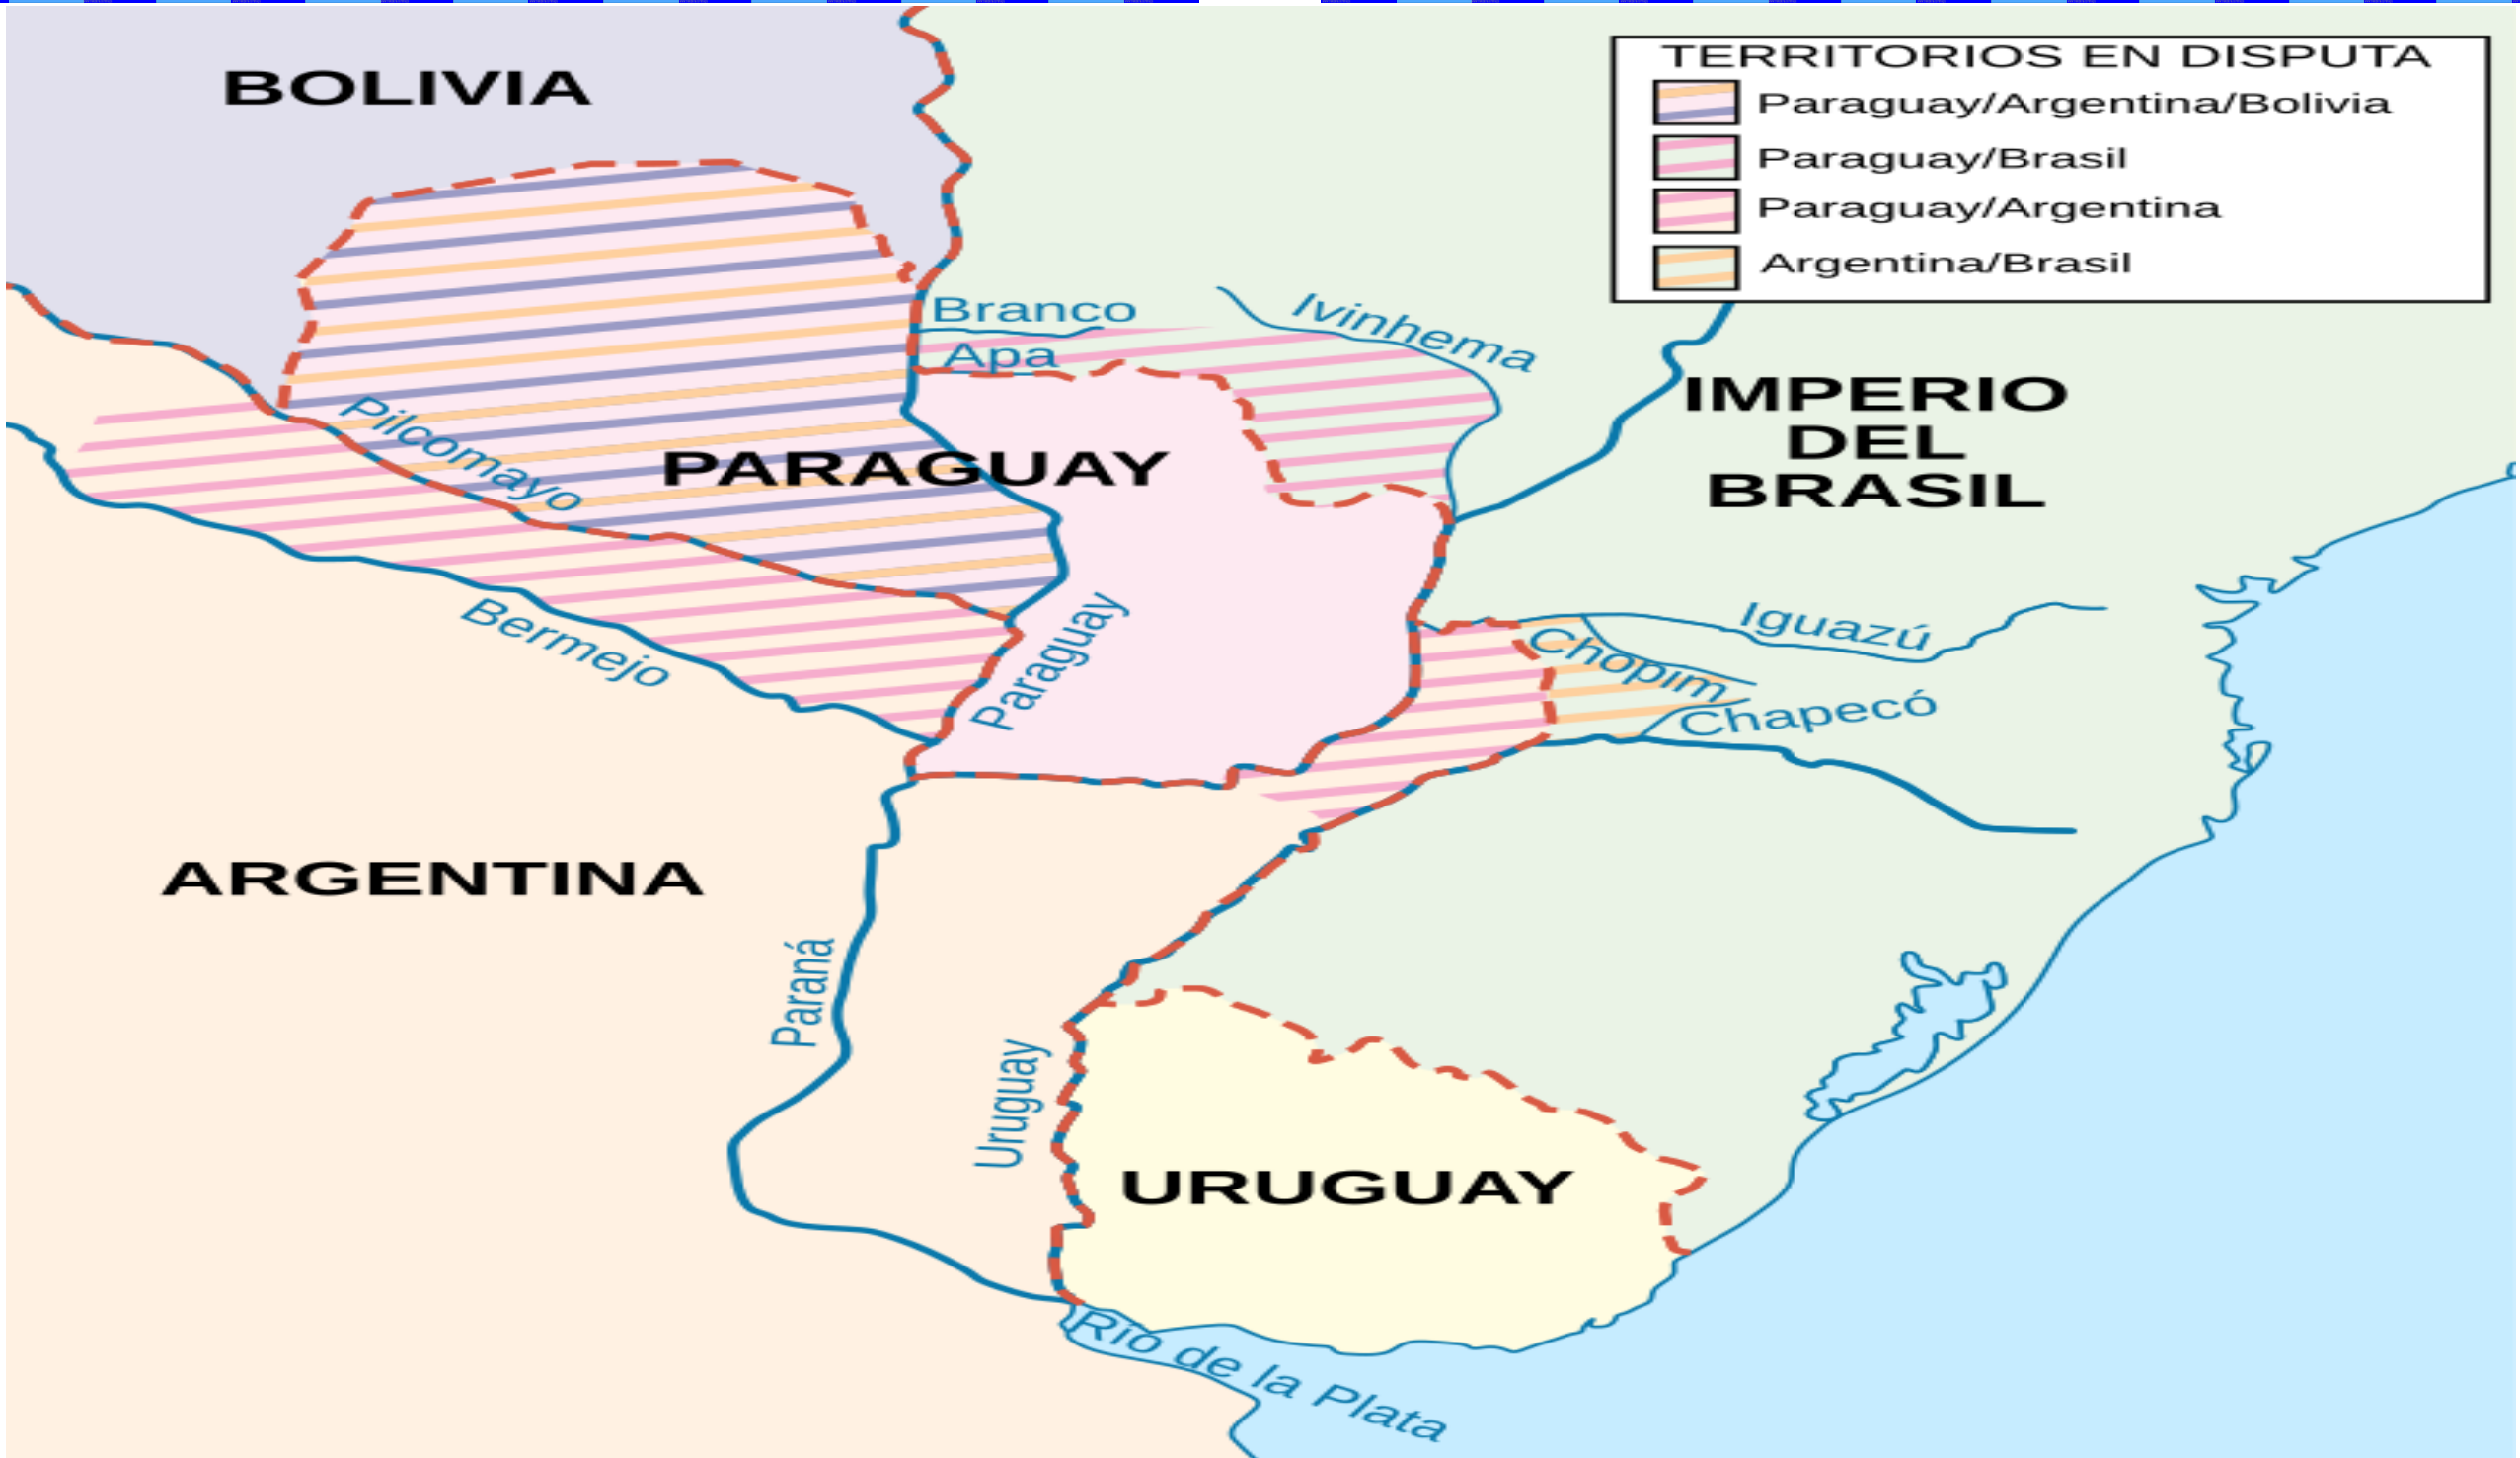 BOLIVIA
TERRITORIOS EN DISPUTA
Paraguay/Argentina/Bolivia
Paraguay/Brasil
Paraguay/Argentina
Argentina/Brasil
Branco
Ivinhema
Apa
IMPERIO
DEL
BRASIL
Pilcomayo
PARAGUAY
Bermejo
Paraguay
Iguazú
Chopim
Chapecó
ARGENTINA
Paraná
Uruguay
URUGUAY
Río de la Plata